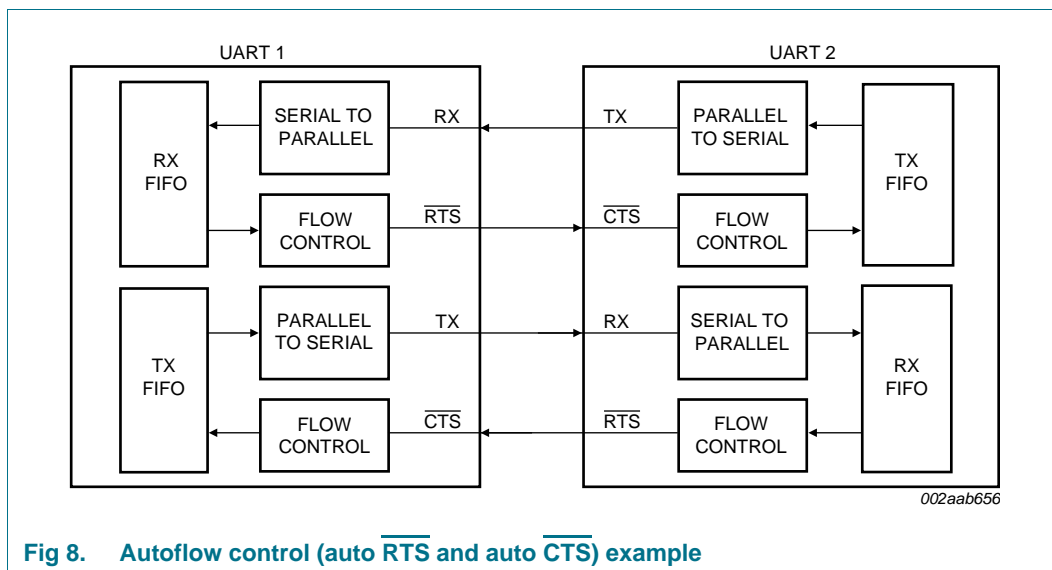 UART 1
UART 2
RX
FIFO
SERIAL TO
PARALLEL
RX
TX
PARALLEL
TO SERIAL
TX
FIFO
FLOW
CONTROL
RTS
CTS
FLOW
CONTROL
TX
FIFO
PARALLEL
TO SERIAL
TX
RX
SERIAL TO
PARALLEL
RX
FIFO
FLOW
CONTROL
CTS
RTS
FLOW
CONTROL
002aab656
Fig 8. Autoflow control (auto RTS and auto CTS) example